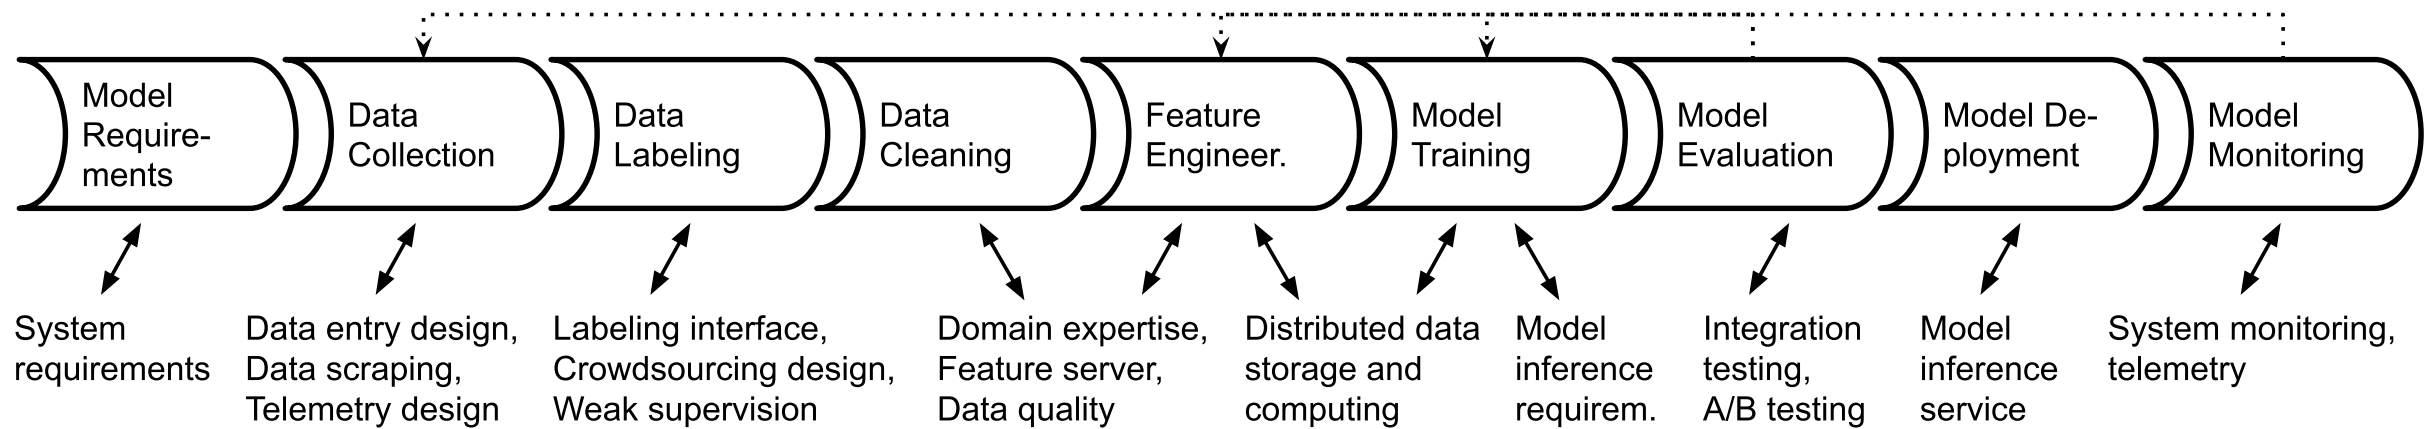 Model
Require-
ments
Data
Collection
Data
Labeling
Data
Cleaning
Feature
Engineer.
Model
Training
Model
Evaluation
Model De-
ployment
Model
Monitoring
System
requirements
Data entry design,
Data scraping,
Telemetry design
Labeling interface,
Crowdsourcing design,
Weak supervision
Domain expertise,
Feature server,
Data quality
Distributed data
storage and
computing
Model
inference
requirem.
Integration
testing,
A/B testing
Model
inference
service
System monitoring,
telemetry